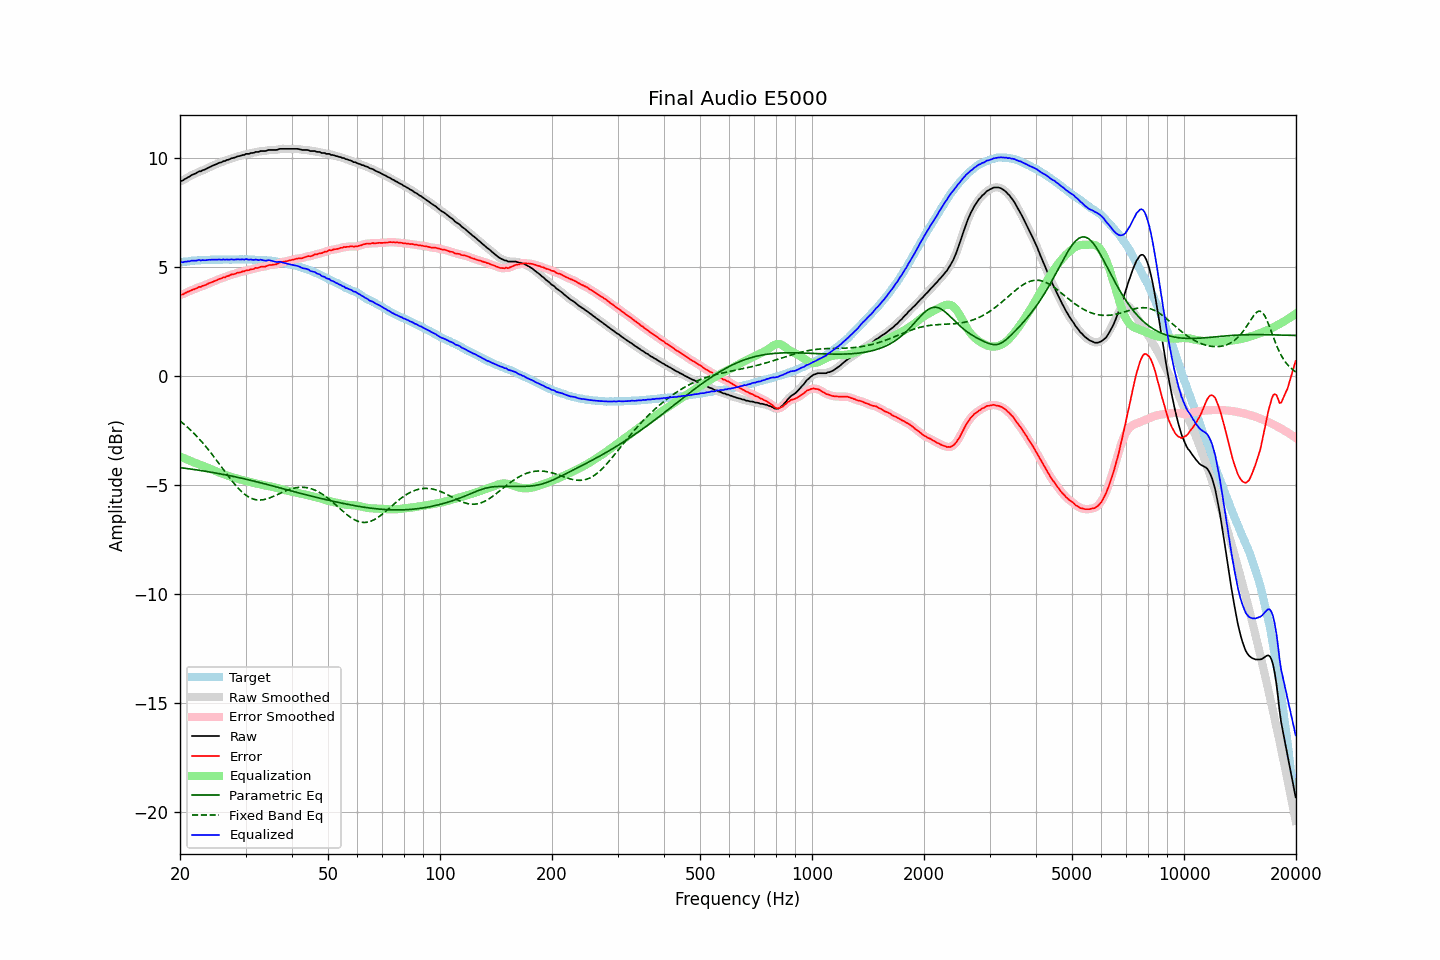 Final Audio E5000
Amplitude (dBr)
10
5
0
−5
−10
−15
−20
Target
Raw Smoothed
Error Smoothed
Raw
Error
Equalization
Parametric Eq
Fixed Band Eq
Equalized
20 50 100 200 500 1000 2000 5000 10000 20000
Frequency (Hz)